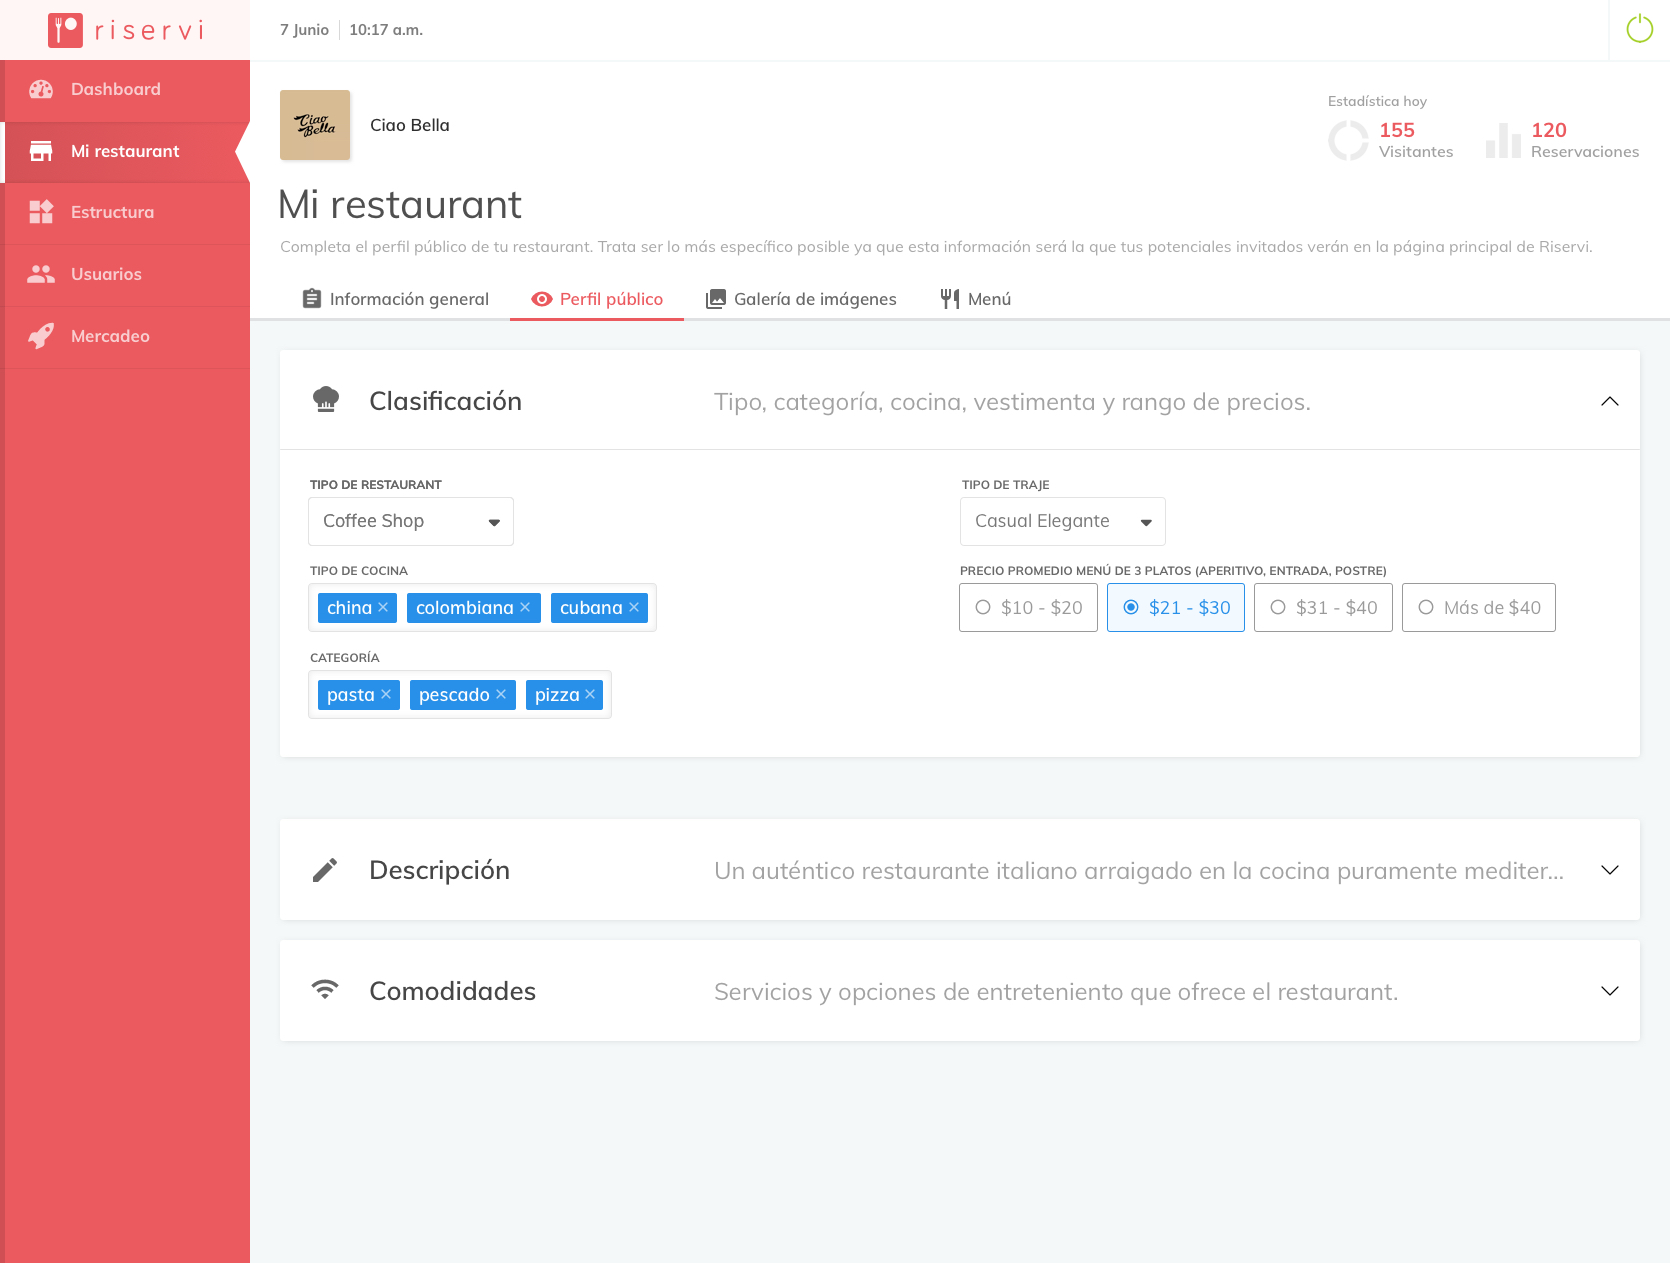 riservi
7 Junio 10:17 a.m.
Dashboard
Mi restaurant
Estructura
Usuarios
Mercadeo
Ciao Bella
Ciao Bella
Estadística hoy
155 Visitantes
120 Reservaciones
Mi restaurant
Completa el perfil público de tu restaurant. Trata ser lo más específico posible ya que esta información será la que tus potenciales invitados verán en la página principal de Riservi.
Información general Perfil público Galería de imágenes Menú
Clasificación Tipo, categoría, cocina, vestimenta y rango de precios.
TIPO DE RESTAURANT
Coffee Shop
TIPO DE COCINA
china × colombiana × cubana ×
CATEGORÍA
pasta × pescado × pizza ×
TIPO DE TRAJE
Casual Elegante
PRECIO PROMEDIO MENÚ DE 3 PLATOS (APERITIVO, ENTRADA, POSTRE)
$10 - $20 $21 - $30 $31 - $40 Más de $40
Descripción Un auténtico restaurante italiano arraigado en la cocina puramente mediter...
Comodidades Servicios y opciones de entreteniento que ofrece el restaurant.